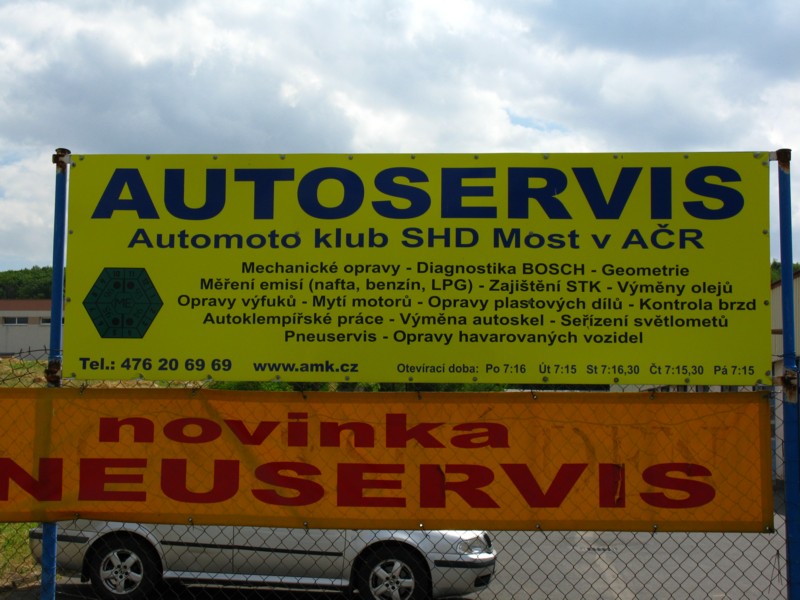 AUTOSERVIS
Automoto klub SHD Most v AČR
Mechanické opravy - Diagnostika BOSCH - Geometrie
Měření emisí (nafta, benzín, LPG) - Zajištění STK - Výměny olejů
Opravy výfuků - Mytí motorů - Opravy plastových dílů - Kontrola brzd
Autoklempířské práce - Výměna autoskel - Seřízení světlometů
Pneuservis - Opravy havarovaných vozidel
Tel.: 476 20 69 69 www.amk.cz Otevírací doba: Po 7:16 Út 7:15 St 7:16,30 Čt 7:15,30 Pá 7:15
novinka
NEUSERVIS